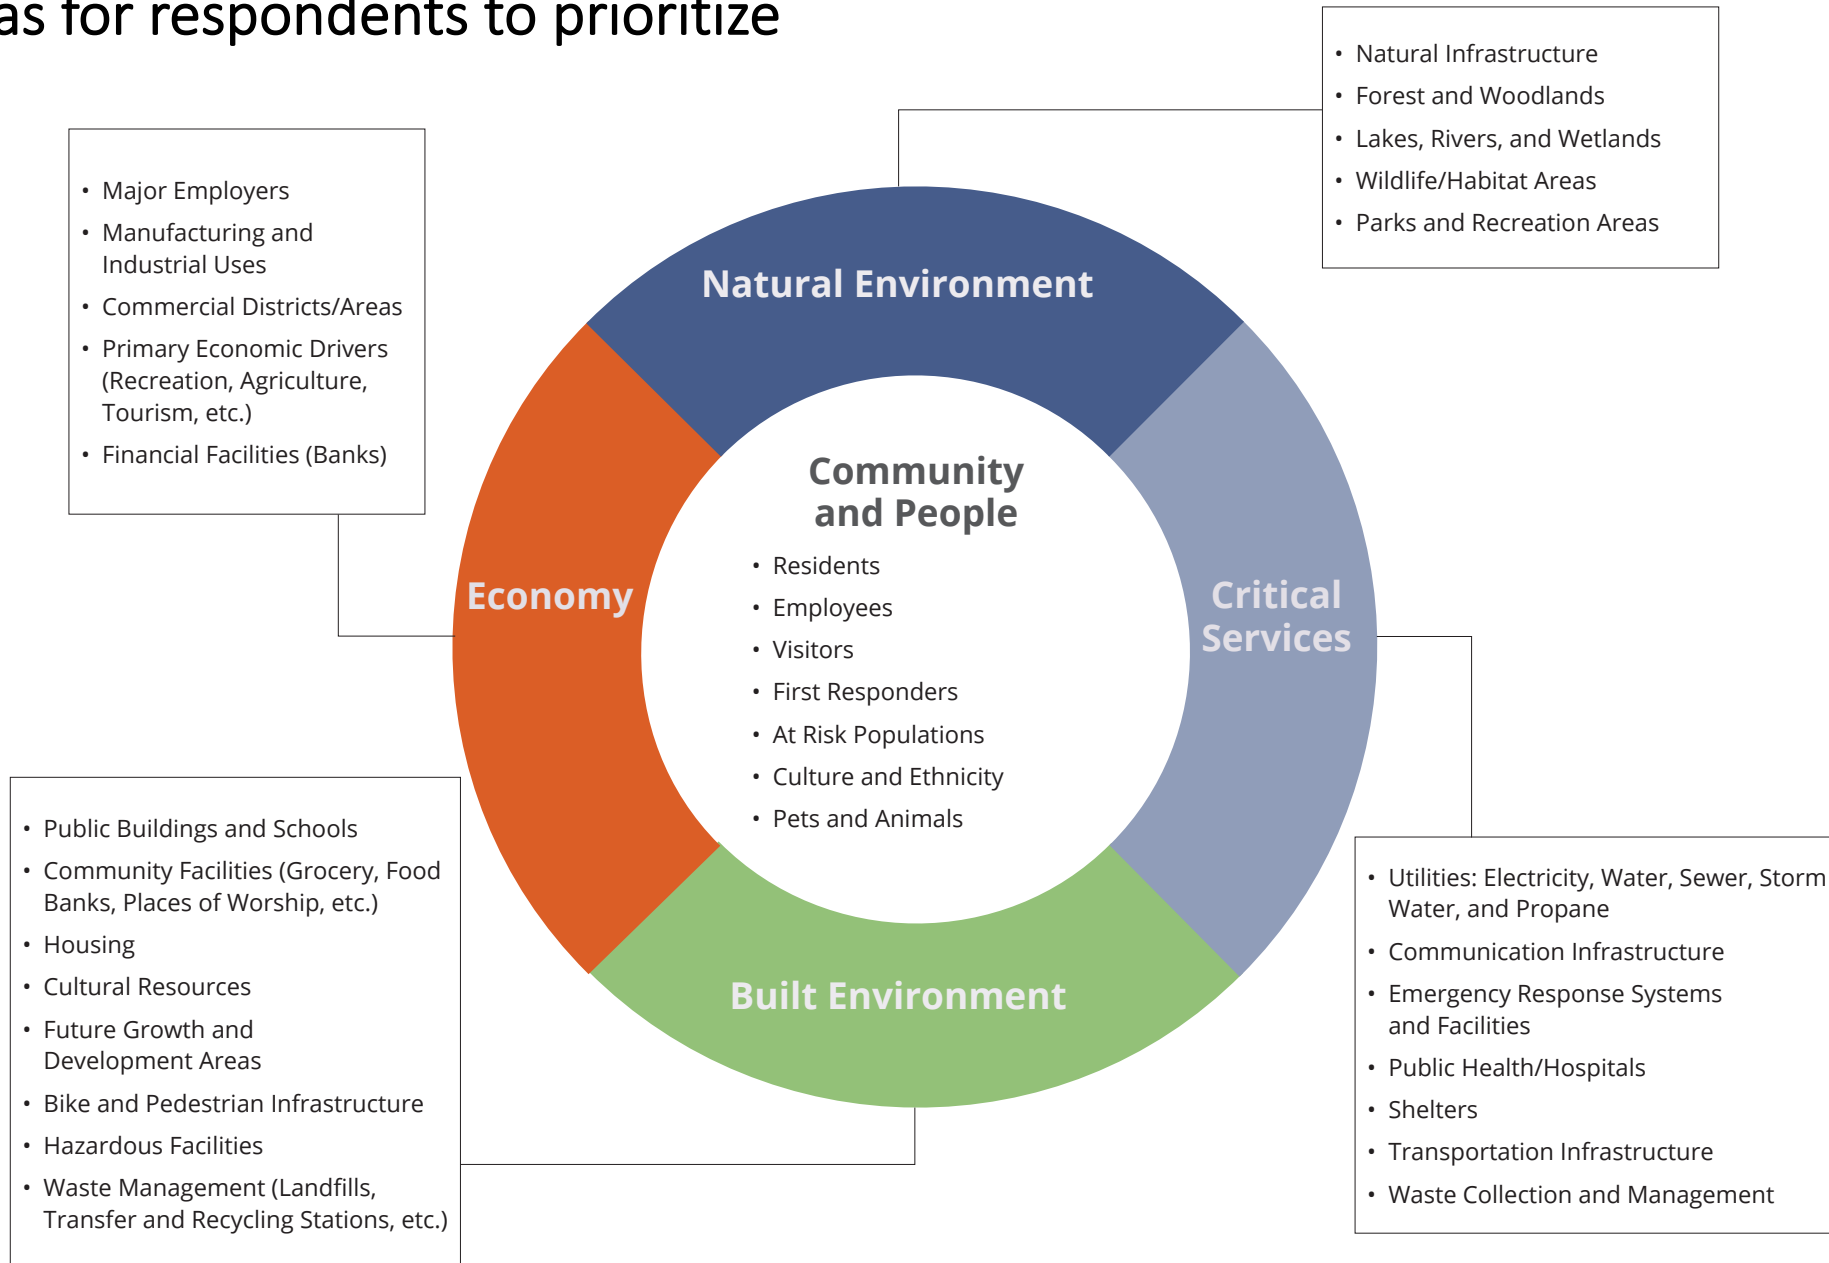 for respondents to prioritize
• Natural Infrastructure
• Forest and Woodlands
• Lakes, Rivers, and Wetlands
• Wildlife/Habitat Areas
• Parks and Recreation Areas
• Major Employers
• Manufacturing and
Industrial Uses
• Commercial Districts/Areas
• Primary Economic Drivers
(Recreation, Agriculture,
Tourism, etc.)
• Financial Facilities (Banks)
Natural Environment
Economy
Critical
Services
Built Environment
Community
and People
• Residents
• Employees
• Visitors
• First Responders
• At Risk Populations
• Culture and Ethnicity
• Pets and Animals
• Public Buildings and Schools
• Community Facilities (Grocery, Food
Banks, Places of Worship, etc.)
• Housing
• Cultural Resources
• Future Growth and
Development Areas
• Bike and Pedestrian Infrastructure
• Hazardous Facilities
• Waste Management (Landfills,
Transfer and Recycling Stations, etc.)
• Utilities: Electricity, Water, Sewer, Storm
Water, and Propane
• Communication Infrastructure
• Emergency Response Systems
and Facilities
• Public Health/Hospitals
• Shelters
• Transportation Infrastructure
• Waste Collection and Management